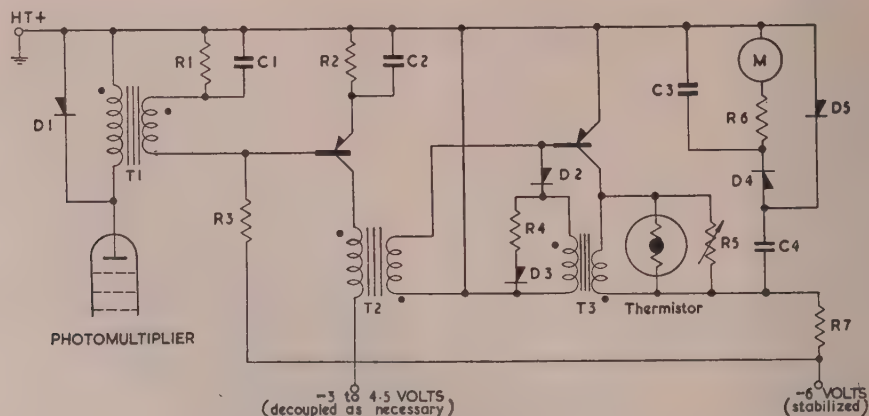 HT+
R1
C1
R2
C2
C3
M
R6
D5
D1
T1
D2
D4
R3
R4
R5
C4
D3
T2
T3
Thermistor
R7
PHOTOMULTIPLIER
-3 to 4·5 VOLTS
(decoupled as necessary)
-6 VOLTS
(stabilized)